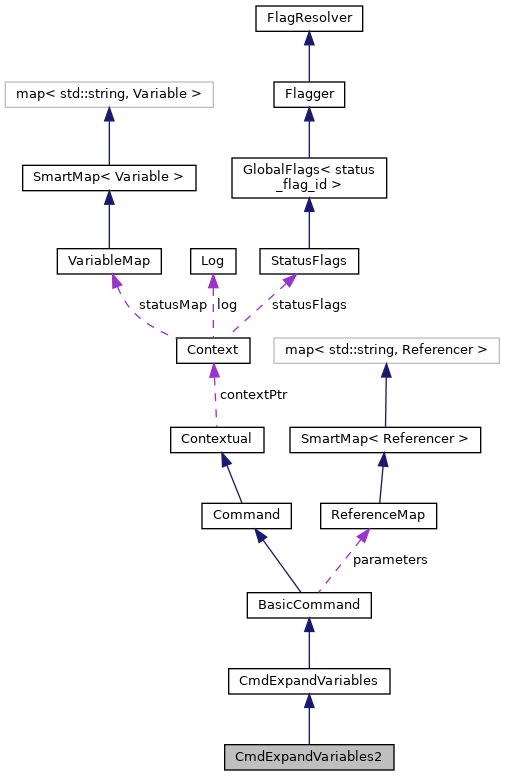 FlagResolver
map< std::string, Variable >
Flagger
SmartMap< Variable >
GlobalFlags< status
_flag_id >
VariableMap
Log
StatusFlags
statusMap
log
statusFlags
Context
map< std::string, Referencer >
contextPtr
Contextual
SmartMap< Referencer >
Command
ReferenceMap
parameters
BasicCommand
CmdExpandVariables
CmdExpandVariables2